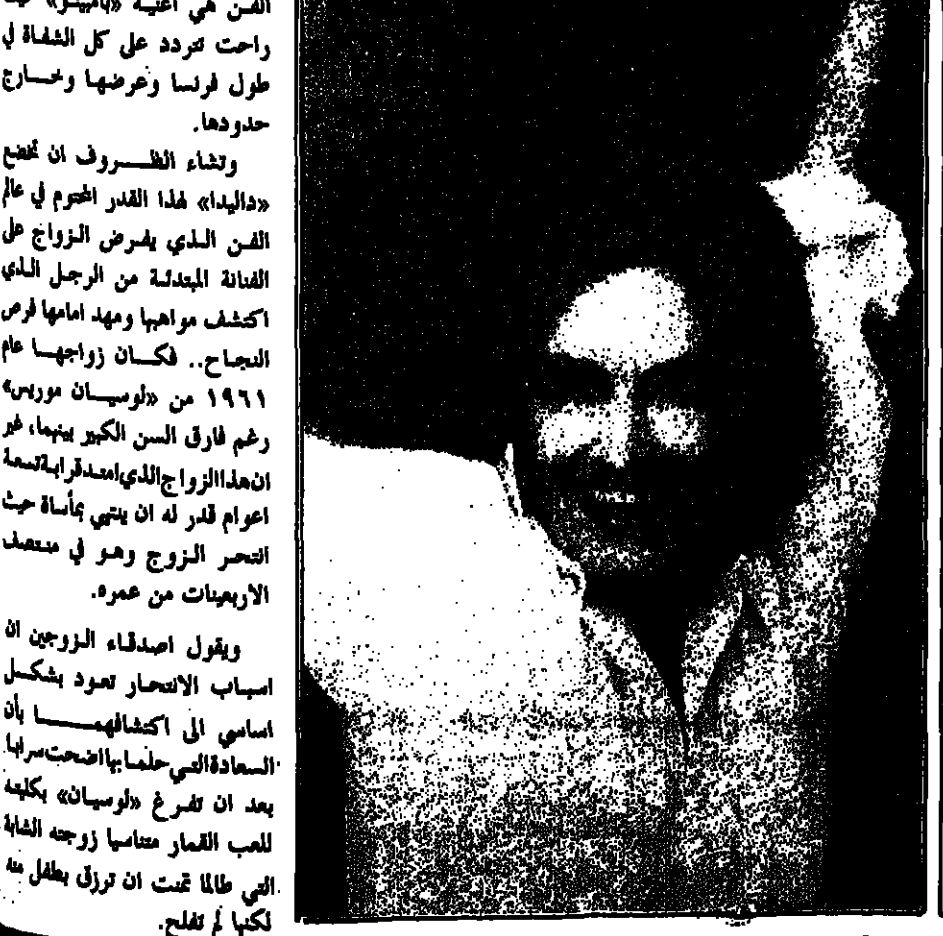 الفن هي أغنية «بامبينو» حيث
راحت تتردد على كل الشفاة في
طول فرنسا وعرضها وخارج
حدودها.
وتشاء الظروف ان تخضع
«داليدا» لهذا القدر المحتوم في عالم
الفن الذي يفرض الزواج على
الفنانة المبتدئة من الرجل الذي
اكتشف مواهبها ومهد امامها فرص
النجاح.. فكان زواجها عام
١٩٦١ من «لوسيان موريس»
رغم فارق السن الكبير بينهما، غير
ان هذا الزواج الذي امتد قرابة تسعة
اعوام قدر له ان ينتهي بمأساة حيث
انتحر الزوج وهو في منتصف
الاربعينات من عمره.
ويقول اصدقاء الزوجين ان
اسباب الانتحار تعود بشكل
اساسي الى اكتشافهما بأن
السعادة التي حلما بها اضحت سرابا
بعد ان تفرغ «لوسيان» بكليته
للعب القمار متناسيا زوجته الشابة
التي طالما تمنت ان ترزق بطفل منه
لكنها لم تفلح.